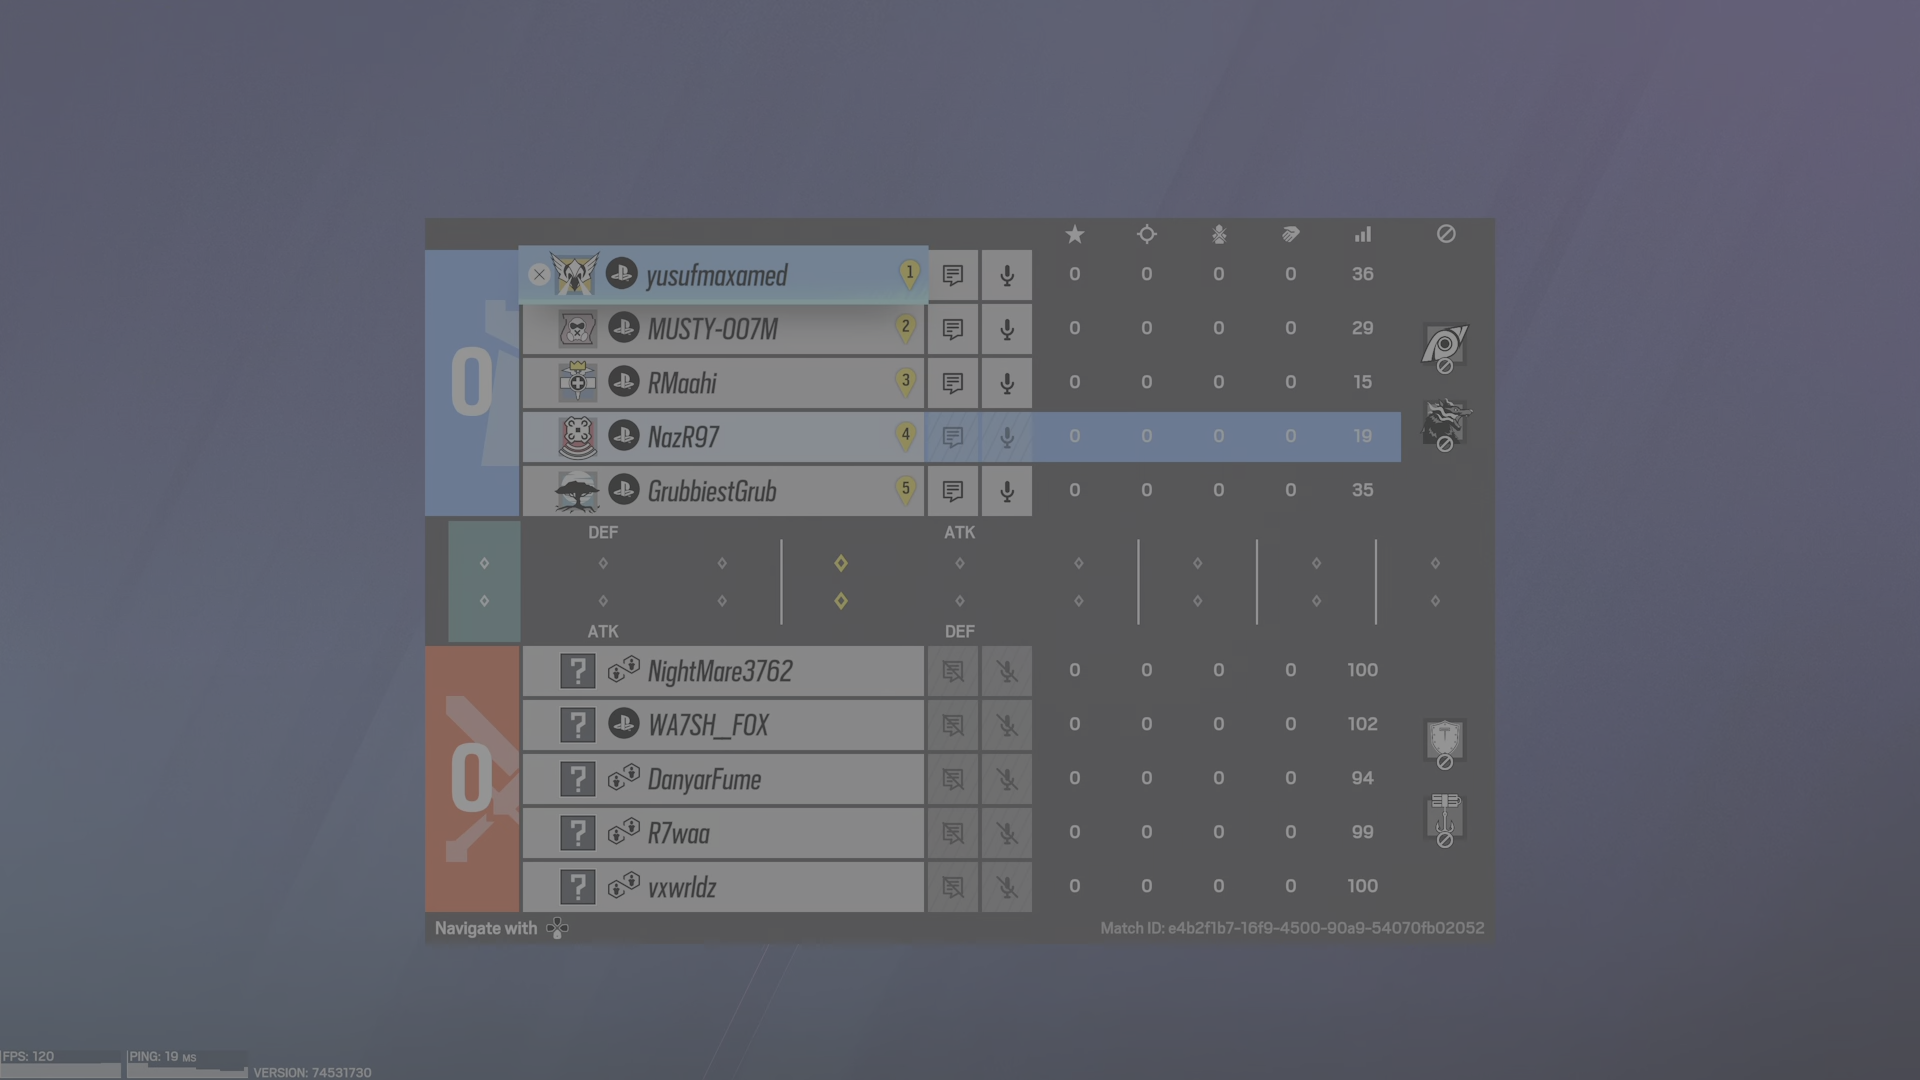 yusufmaxamed 1 0 0 0 0 36
MUSTY-007M 2 0 0 0 0 29
0
RMaahi 3 0 0 0 0 15
NazR97 4 0 0 0 0 19
GrubbiestGrub 5 0 0 0 0 35
DEF ATK
ATK DEF
? NightMare3762 0 0 0 0 100
? WA7SH_FOX 0 0 0 0 102
0
? DanyarFume 0 0 0 0 94
? R7waa 0 0 0 0 99
? vxwrldz 0 0 0 0 100
Navigate with Match ID: e4b2f1b7-16f9-4500-90a9-54070fb02052
FPS: 120 PING: 19 MS
VERSION: 74531730